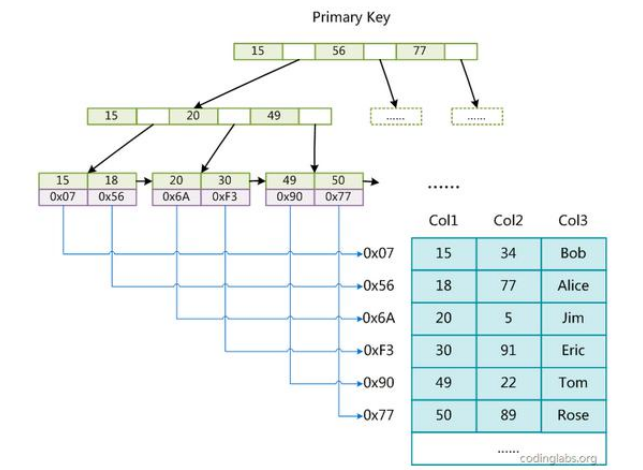 Primary Key
15 56 77
15 20 49
...... ......
15 18 20 30 49 50
0x07 0x56 0x6A 0xF3 0x90 0x77
......
Col1 Col2 Col3
0x07 15 34 Bob
0x56 18 77 Alice
0x6A 20 5 Jim
0xF3 30 91 Eric
0x90 49 22 Tom
0x77 50 89 Rose
......
codinglabs.org